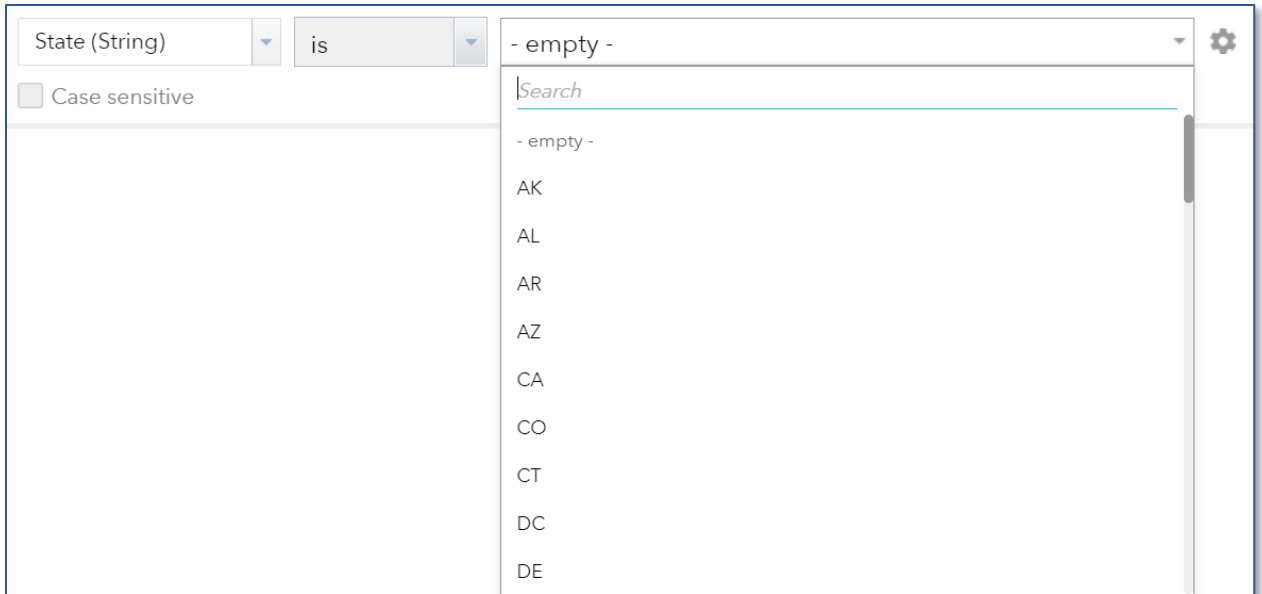 State (String)
is
- empty -
Case sensitive
Search
- empty -
AK
AL
AR
AZ
CA
CO
CT
DC
DE